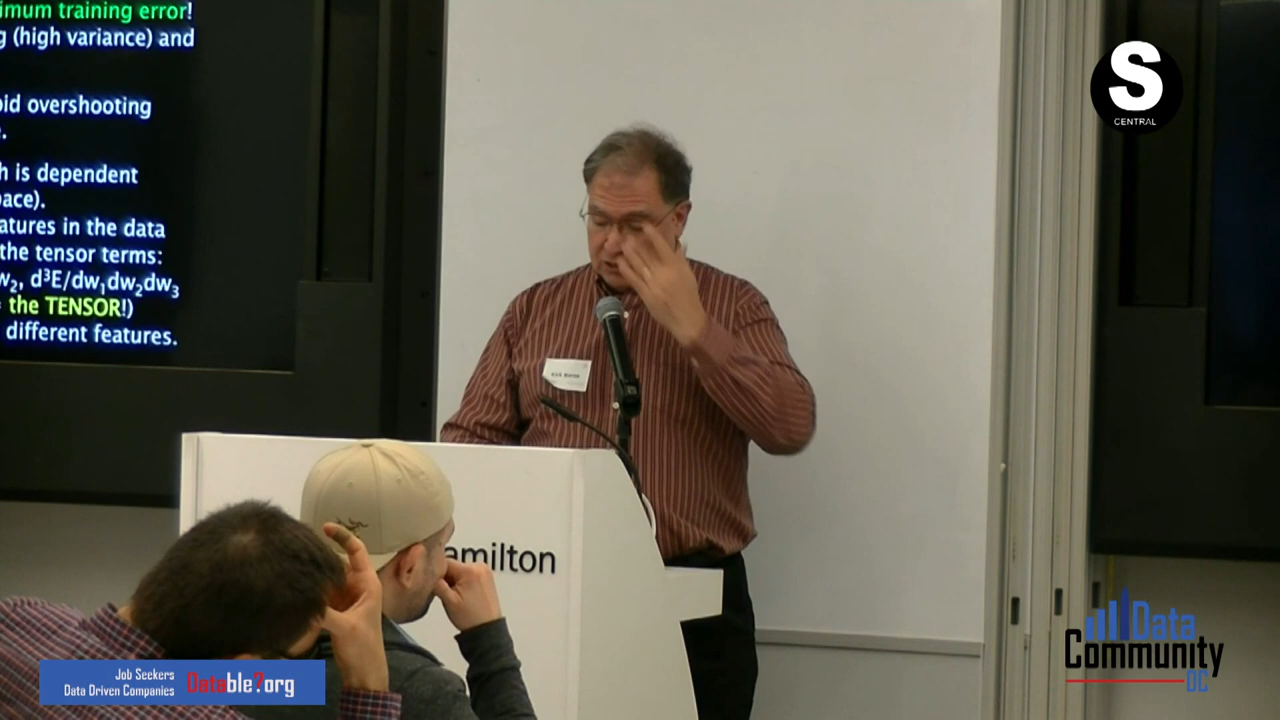 imum training error!
g (high variance) and
oid overshooting
e.
h is dependent
pace).
atures in the data
the tensor terms:
w₂, d³E/dw₁dw₂dw₃
the TENSOR!)
different features.
S
CENTRAL
amilton
Job Seekers
Data Driven Companies
Datable?org
Data
Community
DC